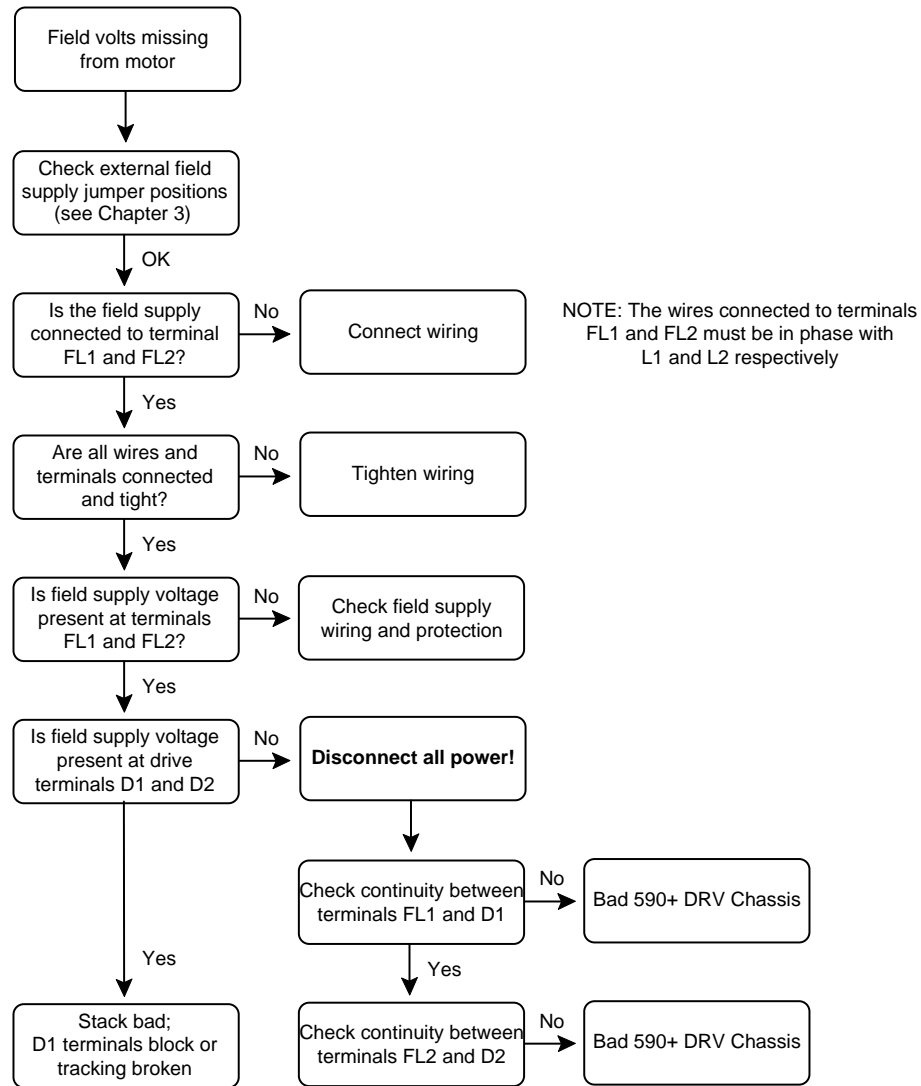 Field volts missing
from motor
Check external field
supply jumper positions
(see Chapter 3)
OK
Is the field supply
connected to terminal
FL1 and FL2?
No
Connect wiring
NOTE: The wires connected to terminals
FL1 and FL2 must be in phase with
L1 and L2 respectively
Yes
Are all wires and
terminals connected
and tight?
No
Tighten wiring
Yes
Is field supply voltage
present at terminals
FL1 and FL2?
No
Check field supply
wiring and protection
Yes
Is field supply voltage
present at drive
terminals D1 and D2
No
Disconnect all power!
Check continuity between
terminals FL1 and D1
No
Bad 590+ DRV Chassis
Yes
Yes
Stack bad;
D1 terminals block or
tracking broken
Check continuity between
terminals FL2 and D2
No
Bad 590+ DRV Chassis